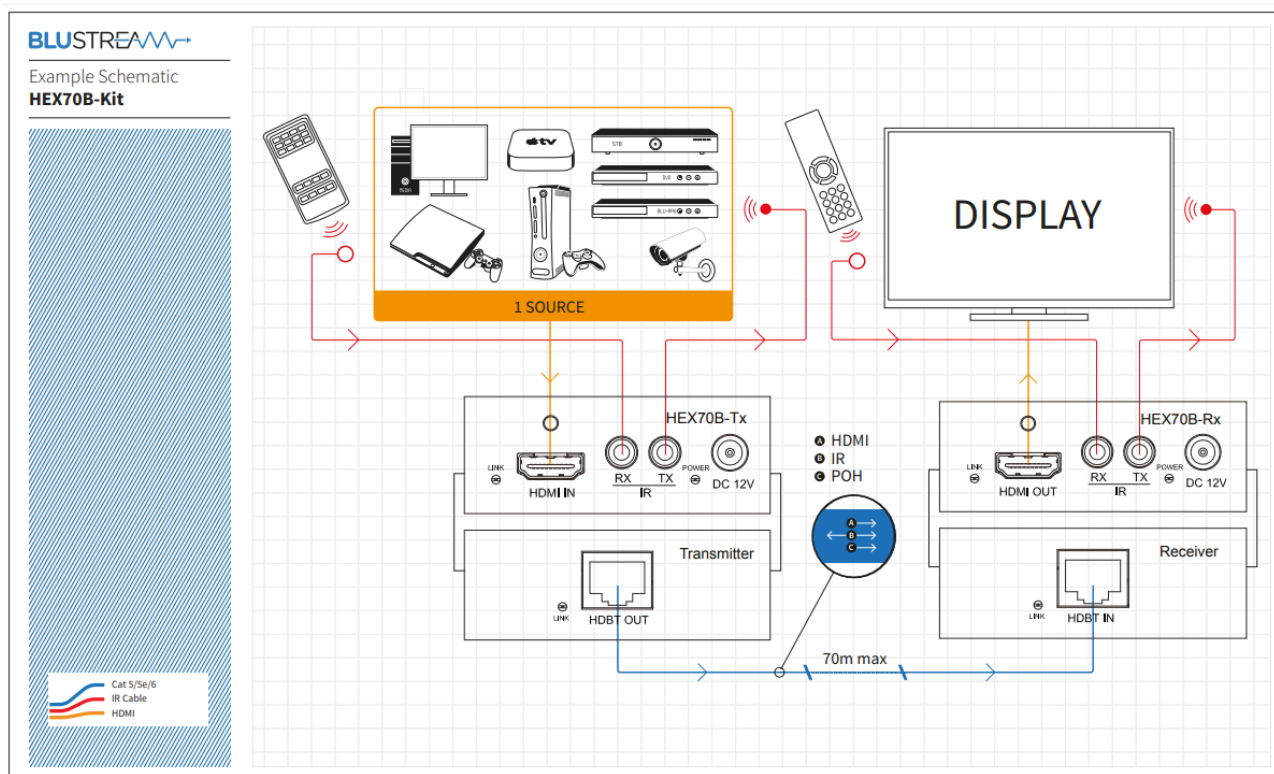 BLUSTREAM
Example Schematic
HEX70B-Kit
MEDIA
tv
STB
DVD
BLU-RAY
1 SOURCE
DISPLAY
HEX70B-Tx
LINK
HDMI IN
RX
TX
IR
POWER
DC 12V
A HDMI
B IR
C POH
A
B
C
HEX70B-Rx
LINK
HDMI OUT
RX
TX
IR
POWER
DC 12V
Transmitter
LINK
HDBT OUT
Receiver
LINK
HDBT IN
70m max
Cat 5/5e/6
IR Cable
HDMI